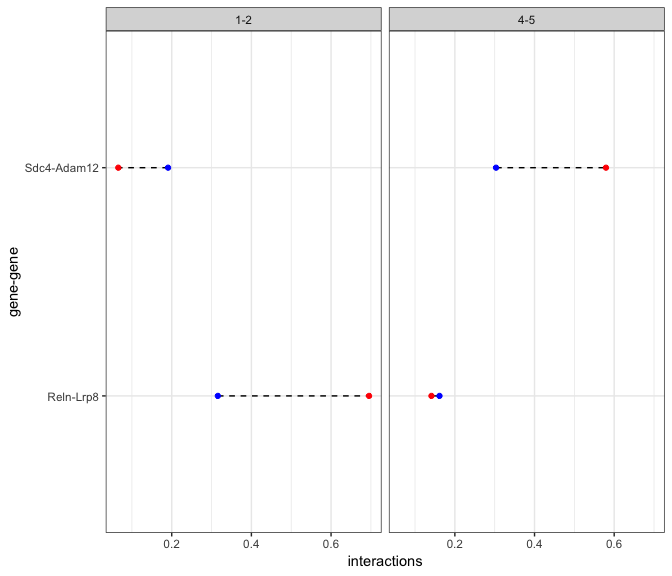 1-2
4-5
gene-gene
Sdc4-Adam12
Reln-Lrp8
0.2 0.4 0.6
0.2 0.4 0.6
interactions